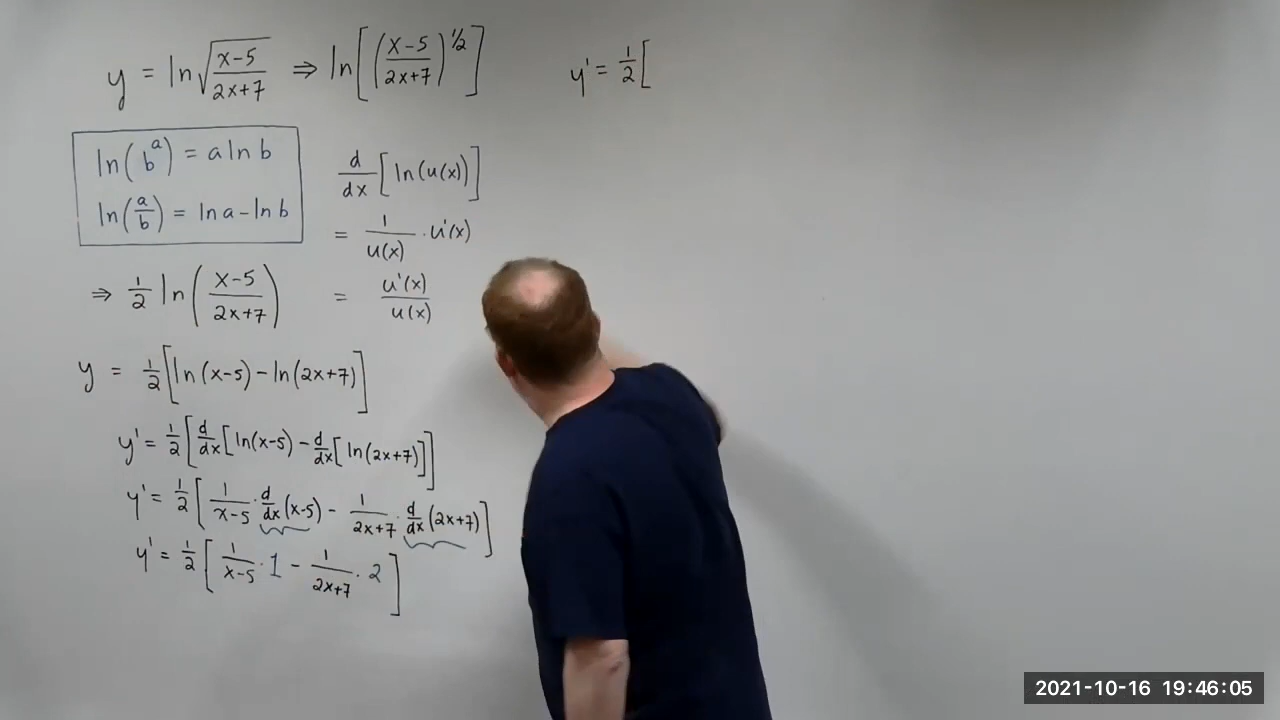 y = ln√((x-5)/(2x+7)) ⇒ ln[((x-5)/(2x+7))^(1/2)]
ln(b^a) = a ln b
ln(a/b) = ln a - ln b
⇒ 1/2 ln((x-5)/(2x+7))
d/dx [ln(u(x))]
= 1/u(x) · u'(x)
= u'(x)/u(x)
y = 1/2 [ln(x-5) - ln(2x+7)]
y' = 1/2 [d/dx [ln(x-5) - d/dx [ln(2x+7)]]
y' = 1/2 [1/(x-5) · d/dx (x-5) - 1/(2x+7) · d/dx (2x+7)]
y' = 1/2 [1/(x-5) · 1 - 1/(2x+7) · 2]
y' = 1/2 [
2021-10-16 19:46:05